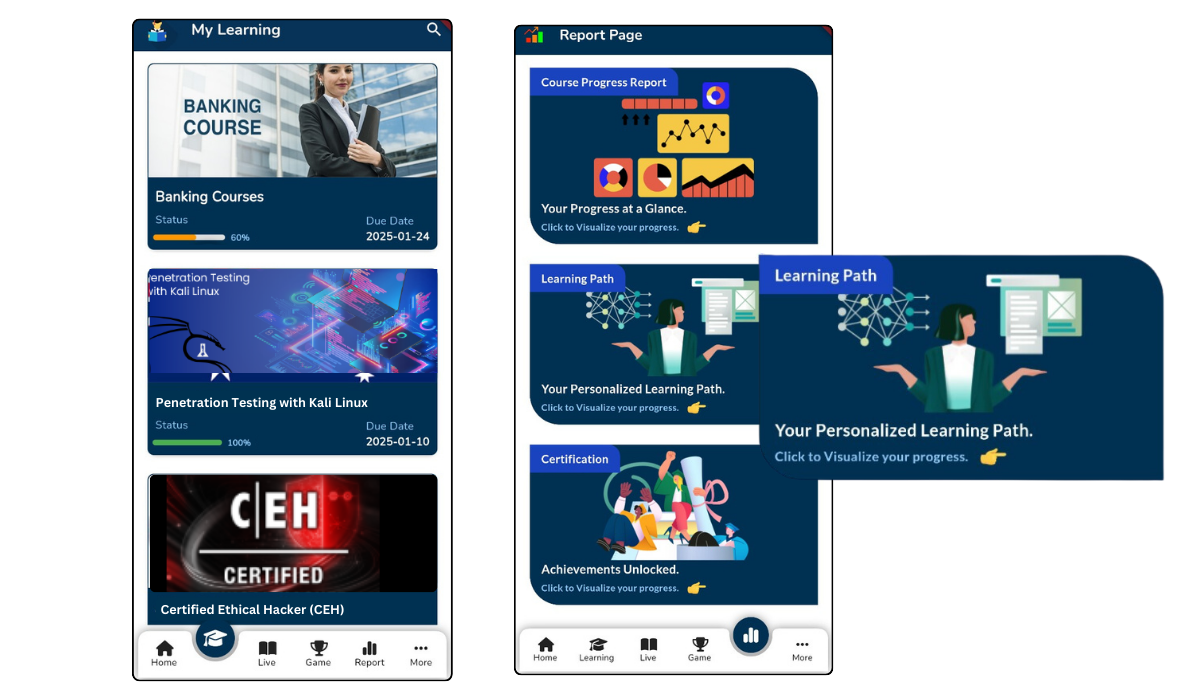 My Learning
BANKING
COURSE
Banking Courses
Status
Due Date
60%
2025-01-24
enetration Testing
ith Kali Linux
Penetration Testing with Kali Linux
Status
Due Date
100%
2025-01-10
C|EH
CERTIFIED
Certified Ethical Hacker (CEH)
Home
Live
Game
Report
More
Report Page
Course Progress Report
Your Progress at a Glance.
Click to Visualize your progress.
Learning Path
Your Personalized Learning Path.
Click to Visualize your progress.
Certification
Achievements Unlocked.
Click to Visualize your progress.
Home
Learning
Live
Game
More
Learning Path
Your Personalized Learning Path.
Click to Visualize your progress.